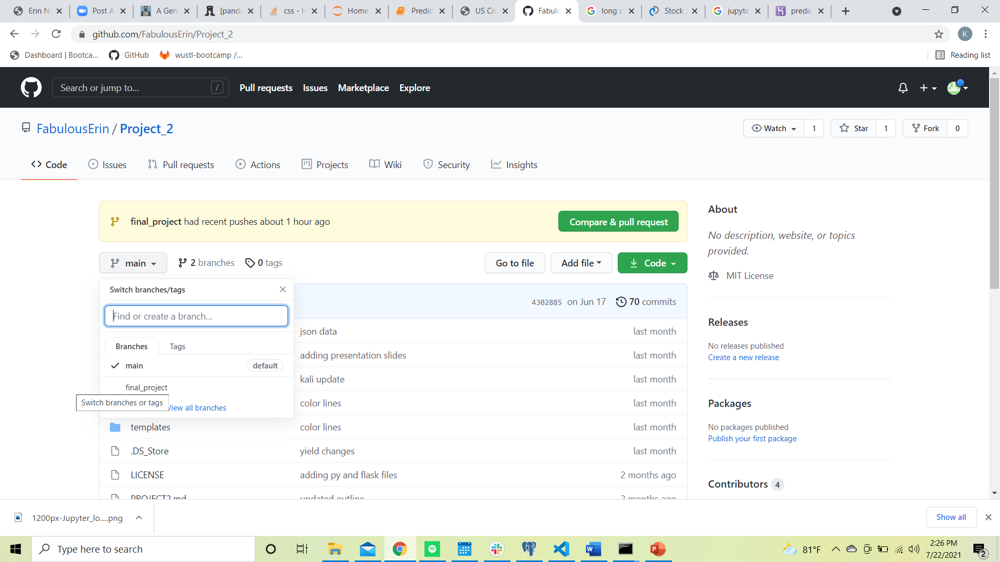 Erin N
Post A
A Gen
[panda
css - H
Home
Predic
US Cro
Fabulo
long s
Stock
jupyte
predic
github.com/FabulousErin/Project_2
K
Dashboard | Bootca...
GitHub
wustl-bootcamp /...
Reading list
Search or jump to...
/
Pull requests
Issues
Marketplace
Explore
FabulousErin / Project_2
Watch
1
Star
1
Fork
0
Code
Issues
Pull requests
Actions
Projects
Wiki
Security
Insights
final_project had recent pushes about 1 hour ago
Compare & pull request
main
2 branches
0 tags
Go to file
Add file
Code
Switch branches/tags
Find or create a branch...
Branches
Tags
main
default
final_project
Switch branches or tags
View all branches
4302885 on Jun 17
70 commits
json data
last month
adding presentation slides
last month
kali update
last month
color lines
last month
templates
color lines
last month
.DS_Store
yield changes
last month
LICENSE
adding py and flask files
2 months ago
PROJECT2.md
updated outline
2 months ago
About
No description, website, or topics
provided.
MIT License
Releases
No releases published
Create a new release
Packages
No packages published
Publish your first package
Contributors 4
1200px-Jupyter_lo....png
Show all
Type here to search
81°F
2:26 PM
7/22/2021
2